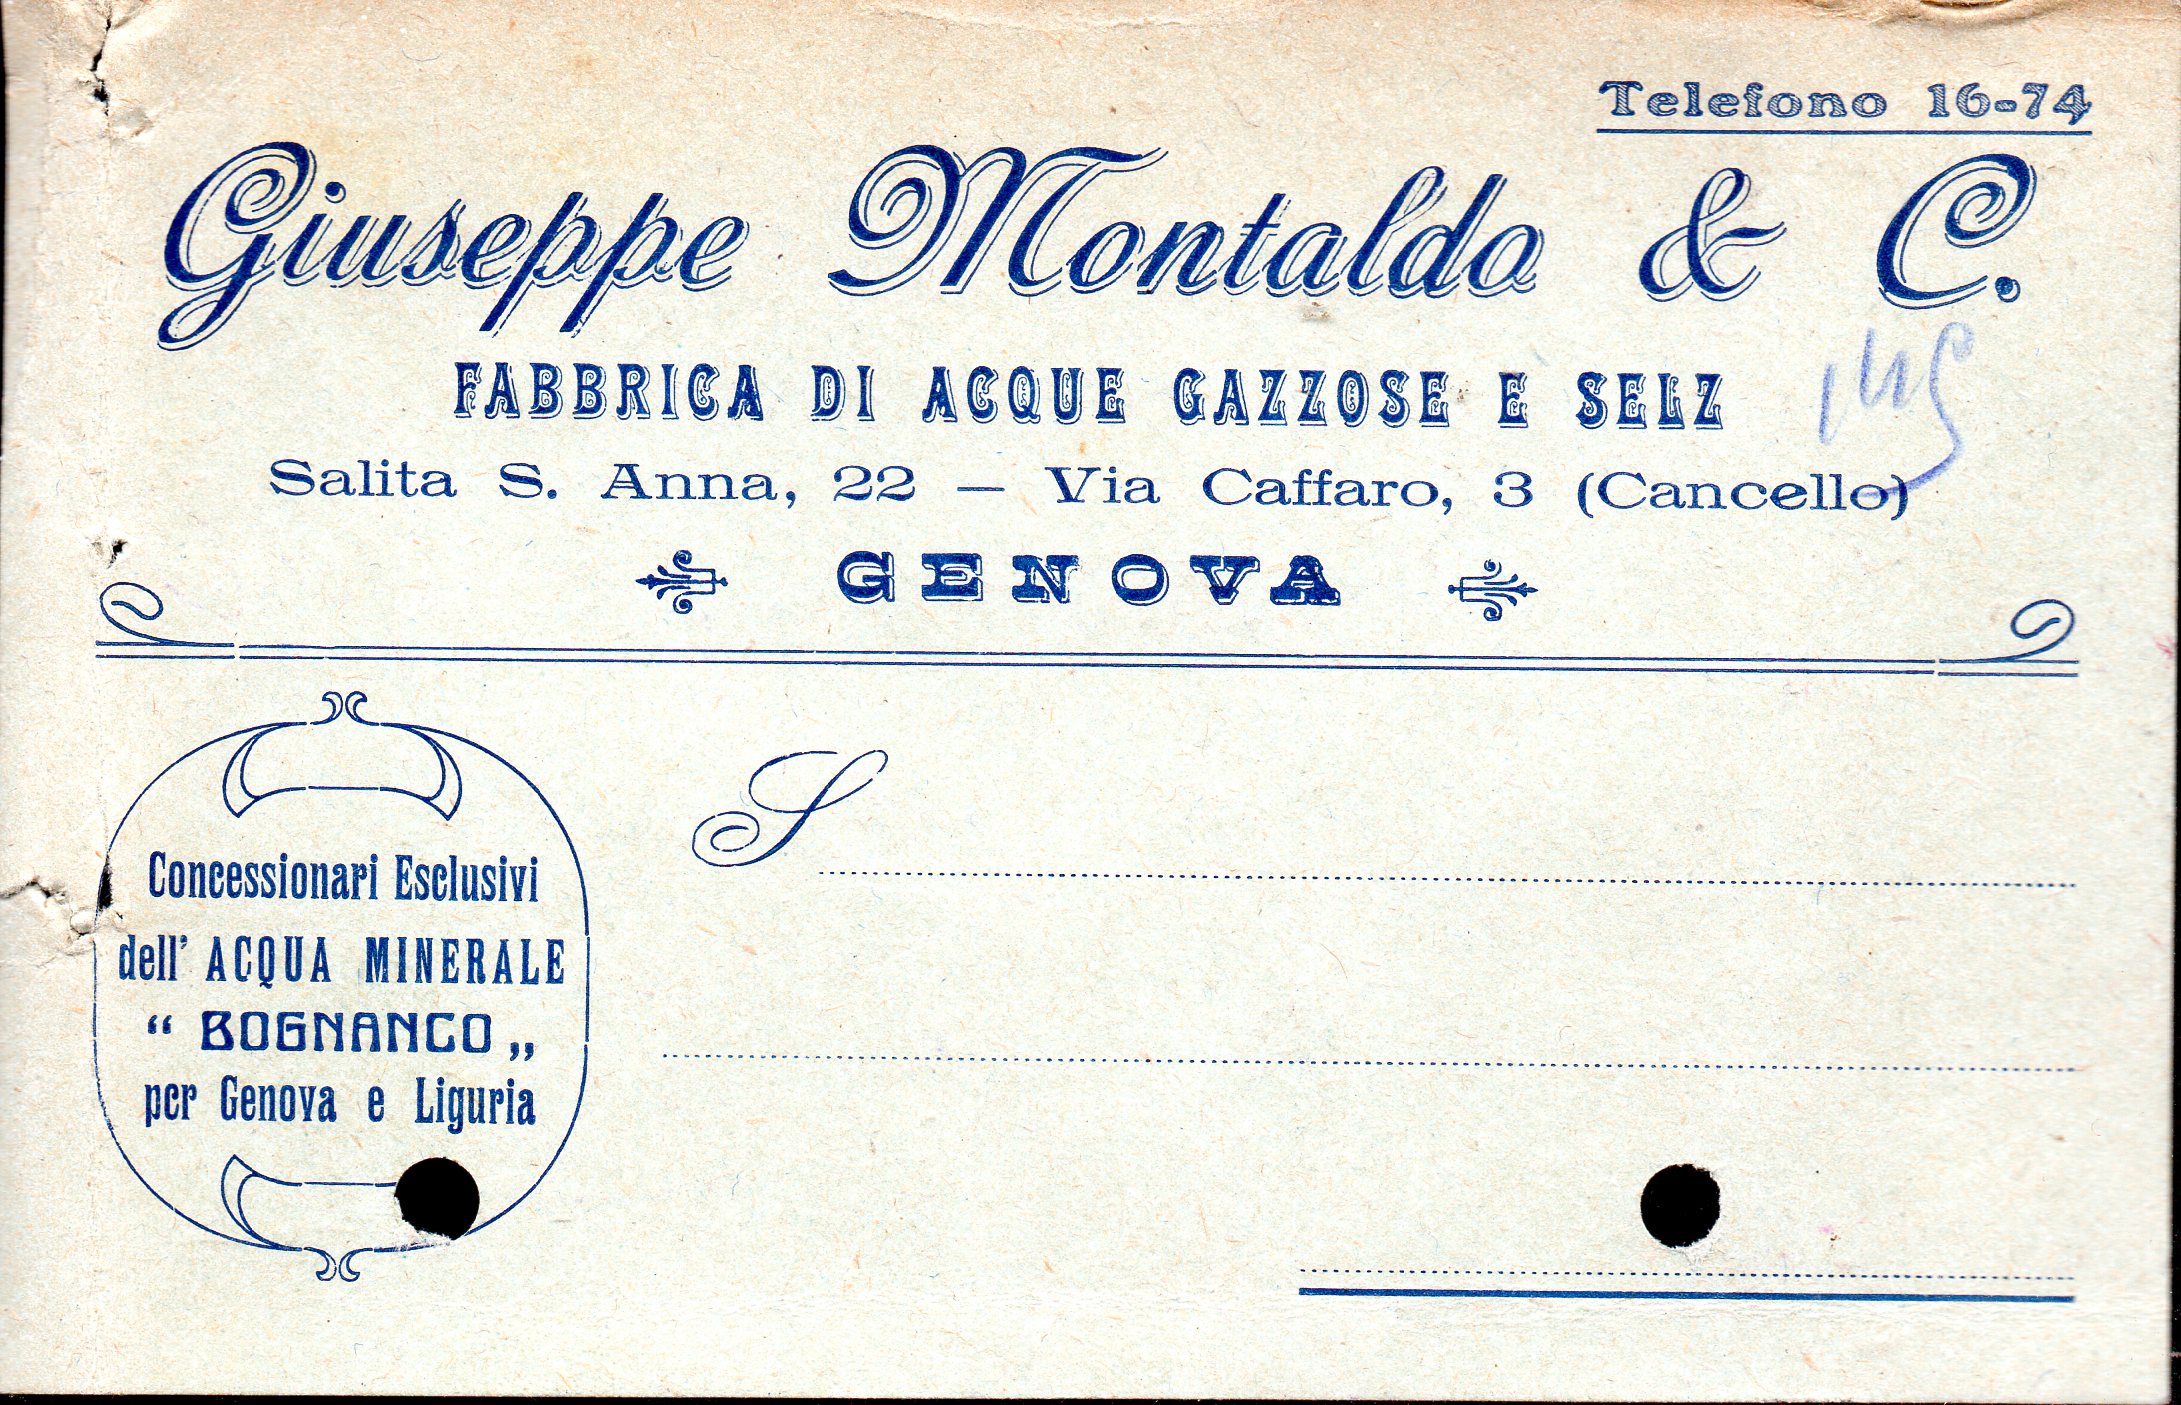 Telefono 16-74
Giuseppe Montaldo & C.
FABBRICA DI ACQUE GAZZOSE E SELZ
Salita S. Anna, 22 — Via Caffaro, 3 (Cancello)
GENOVA
S
Concessionari Esclusivi
dell' ACQUA MINERALE
“ BOGNANCO „
per Genova e Liguria